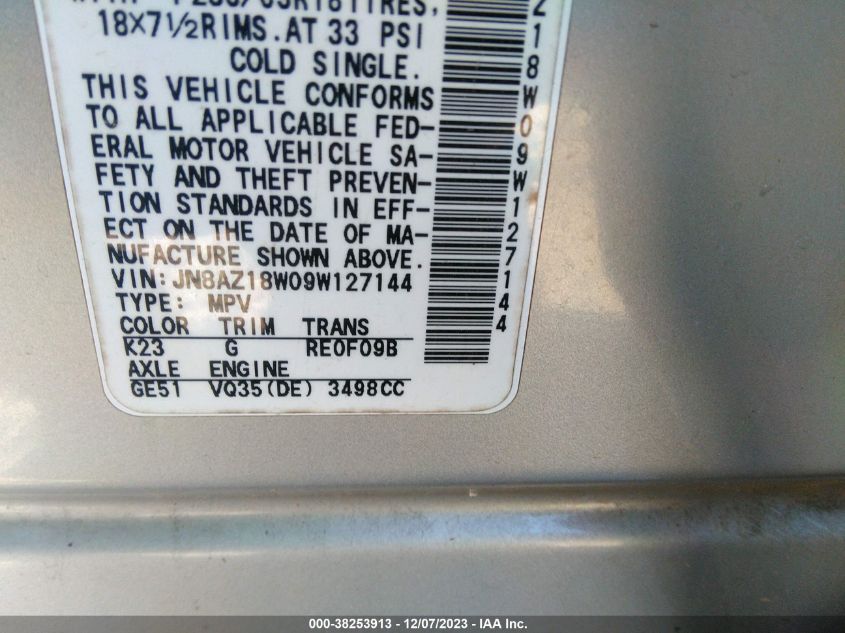 18X7½RIMS.AT 33 PSI
COLD SINGLE.
THIS VEHICLE CONFORMS
TO ALL APPLICABLE FED-
ERAL MOTOR VEHICLE SA-
FETY AND THEFT PREVEN-
TION STANDARDS IN EFF-
ECT ON THE DATE OF MA-
NUFACTURE SHOWN ABOVE.
VIN:JN8AZ18W09W127144
TYPE: MPV
COLOR TRIM TRANS
K23 G RE0F09B
AXLE ENGINE
GE51 VQ35(DE) 3498CC
Z18W09W127144
000-38253913 - 12/07/2023 - IAA Inc.